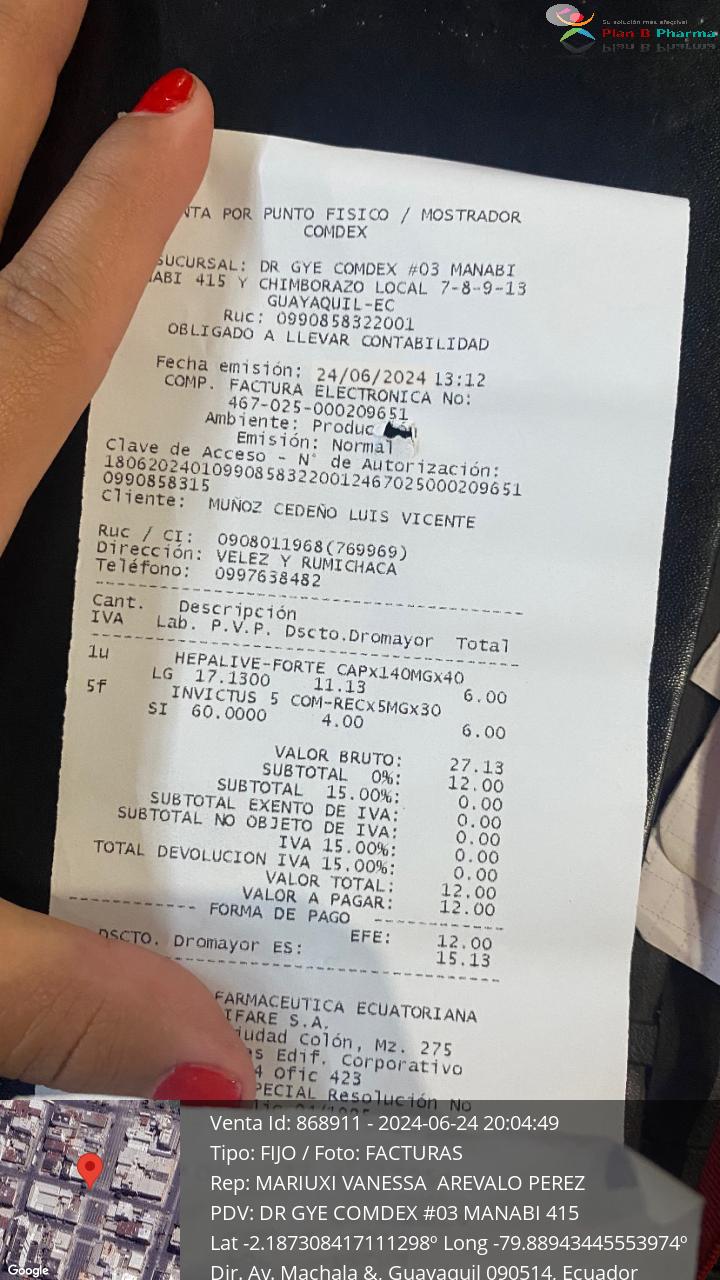 Su solución más efectiva!
Plan B Pharma
NTA POR PUNTO FISICO / MOSTRADOR
COMDEX
SUCURSAL: DR GYE COMDEX #03 MANABI
ABI 415 Y CHIMBORAZO LOCAL 7-8-9-13
GUAYAQUIL-EC
Ruc: 0990858322001
OBLIGADO A LLEVAR CONTABILIDAD
Fecha emisión: 24/06/2024 13:12
COMP. FACTURA ELECTRONICA No:
467-025-000209651
Ambiente: Produc
Emisión: Normal
Clave de Acceso - N° de Autorización:
180620240109908583220012467025000209651
0990858315
Cliente: MUÑOZ CEDEÑO LUIS VICENTE
Ruc / CI: 0908011968(769969)
Dirección: VELEZ Y RUMICHACA
Teléfono: 0997638482
Cant. Descripción
IVA Lab. P.V.P. Dscto.Dromayor Total
1u HEPALIVE-FORTE CAPx140MGx40
LG 17.1300 11.13 6.00
5f INVICTUS 5 COM-RECx5MGx30
SI 60.0000 4.00 6.00
VALOR BRUTO: 27.13
SUBTOTAL 0%: 12.00
SUBTOTAL 15.00%: 0.00
SUBTOTAL EXENTO DE IVA: 0.00
SUBTOTAL NO OBJETO DE IVA: 0.00
IVA 15.00%: 0.00
TOTAL DEVOLUCION IVA 15.00%: 0.00
VALOR TOTAL: 12.00
VALOR A PAGAR: 12.00
---------- FORMA DE PAGO ----------
EFE: 12.00
DSCTO. Dromayor ES: 15.13
FARMACEUTICA ECUATORIANA
IFARE S.A.
iudad Colón, Mz. 275
s Edif. Corporativo
4 Ofic 423
PECIAL Resolución No
Venta Id: 868911 - 2024-06-24 20:04:49
Tipo: FIJO / Foto: FACTURAS
Rep: MARIUXI VANESSA AREVALO PEREZ
PDV: DR GYE COMDEX #03 MANABI 415
Lat -2.187308417111298º Long -79.88943445553974º
Dir. Av. Machala &, Guayaquil 090514, Ecuador
Google